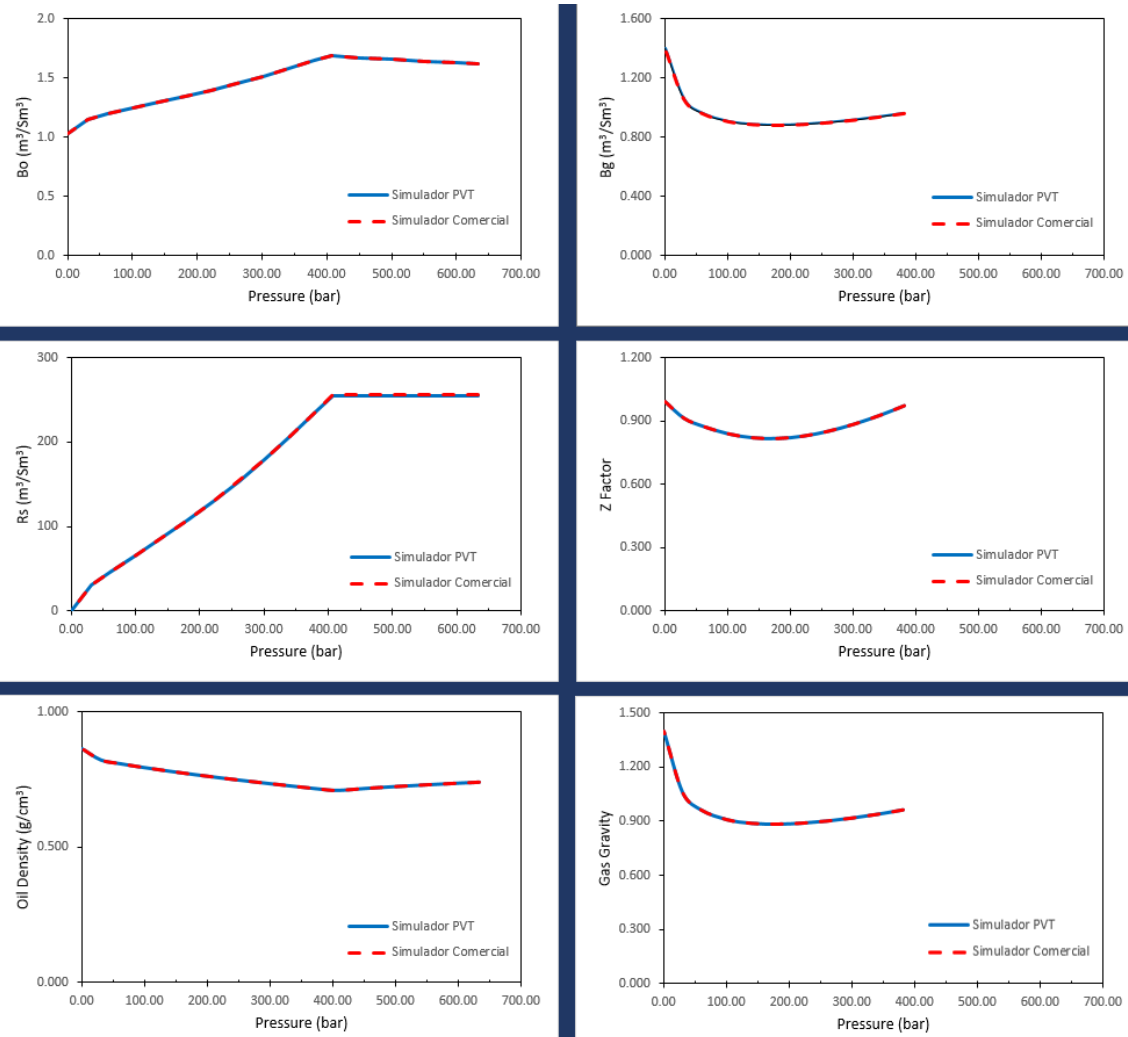 2.0
1.5
1.0
0.5
0.0
Bo (m³/Sm³)
Simulador PVT
Simulador Comercial
0.00 100.00 200.00 300.00 400.00 500.00 600.00 700.00
Pressure (bar)
1.600
1.200
0.800
0.400
0.000
Bg (m³/Sm³)
Simulador PVT
Simulador Comercial
0.00 100.00 200.00 300.00 400.00 500.00 600.00 700.00
Pressure (bar)
300
200
100
0
Rs (m³/Sm³)
Simulador PVT
Simulador Comercial
0.00 100.00 200.00 300.00 400.00 500.00 600.00 700.00
Pressure (bar)
1.200
0.900
0.600
0.300
0.000
Z Factor
Simulador PVT
Simulador Comercial
0.00 100.00 200.00 300.00 400.00 500.00 600.00 700.00
Pressure (bar)
1.000
0.500
0.000
Oil Density (g/cm³)
Simulador PVT
Simulador Comercial
0.00 100.00 200.00 300.00 400.00 500.00 600.00 700.00
Pressure (bar)
1.500
1.200
0.900
0.600
0.300
0.000
Gas Gravity
Simulador PVT
Simulador Comercial
0.00 100.00 200.00 300.00 400.00 500.00 600.00 700.00
Pressure (bar)